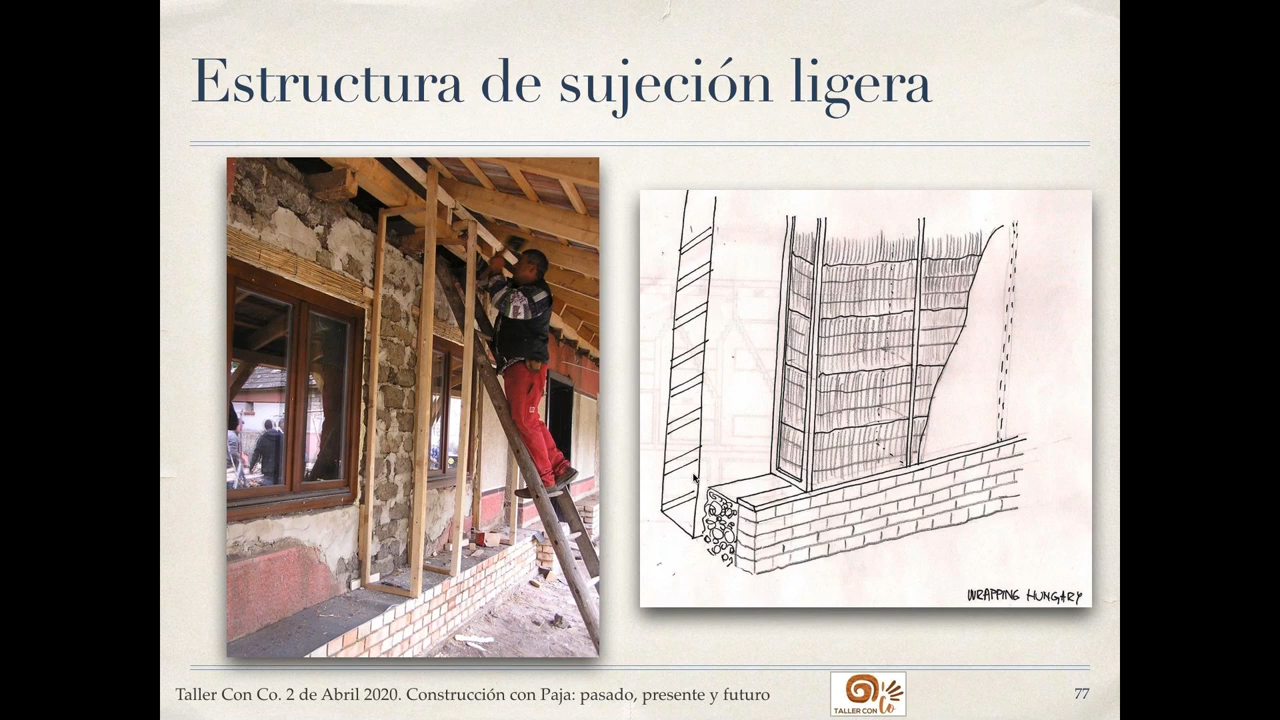 Estructura de sujeción ligera
WRAPPING HUNGARY
Taller Con Co. 2 de Abril 2020. Construcción con Paja: pasado, presente y futuro
TALLER CON Co
77